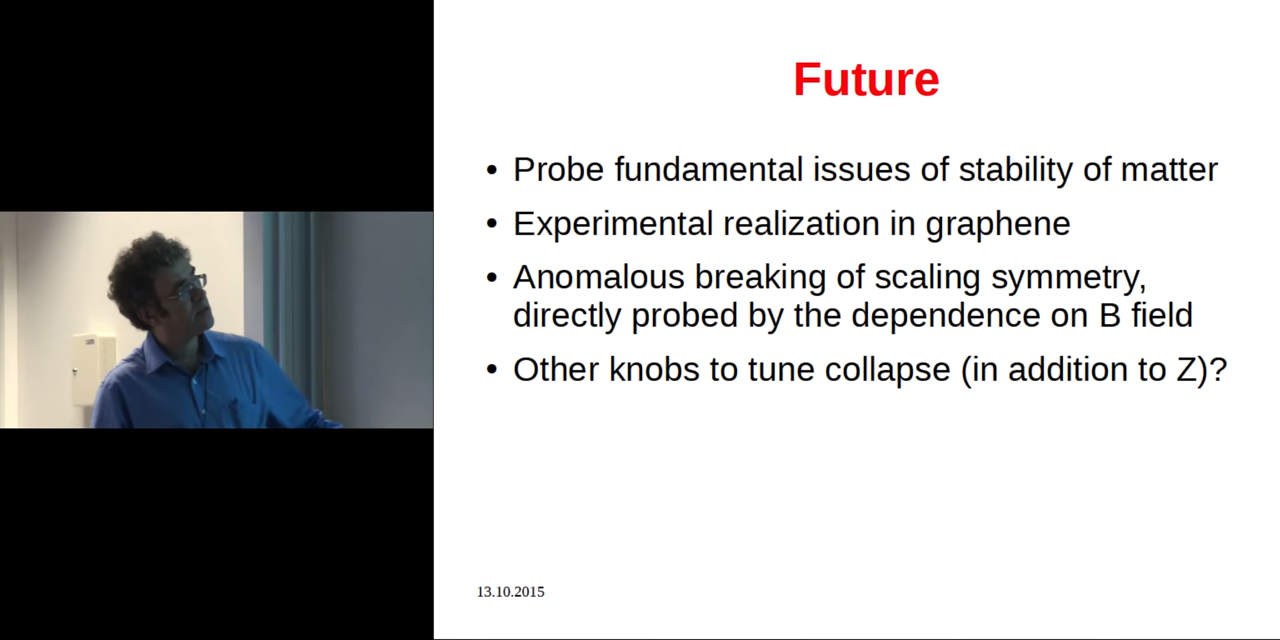 Future
• Probe fundamental issues of stability of matter
• Experimental realization in graphene
• Anomalous breaking of scaling symmetry,
directly probed by the dependence on B field
• Other knobs to tune collapse (in addition to Z)?
13.10.2015